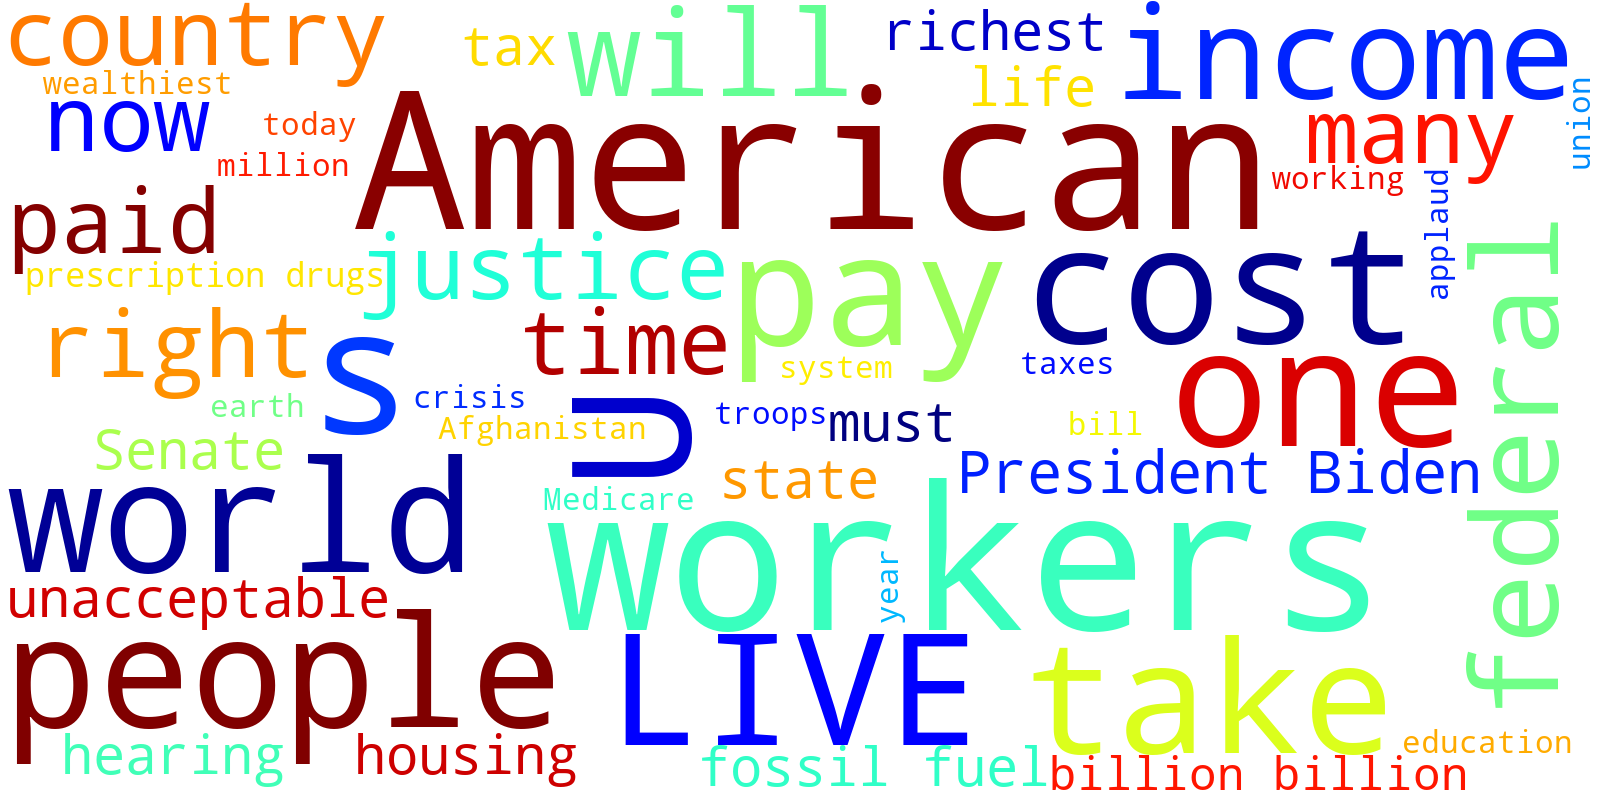 country
tax
will
richest
income
wealthiest
life
union
now
today
American
many
million
working
applaud
paid
justice
pay
cost
federal
prescription drugs
right
s
time
system
taxes
one
earth
crisis
U
troops
must
bill
Afghanistan
Senate
state
President Biden
world
Medicare
workers
year
unacceptable
people
LIVE
take
hearing
housing
fossil fuel
billion billion
education